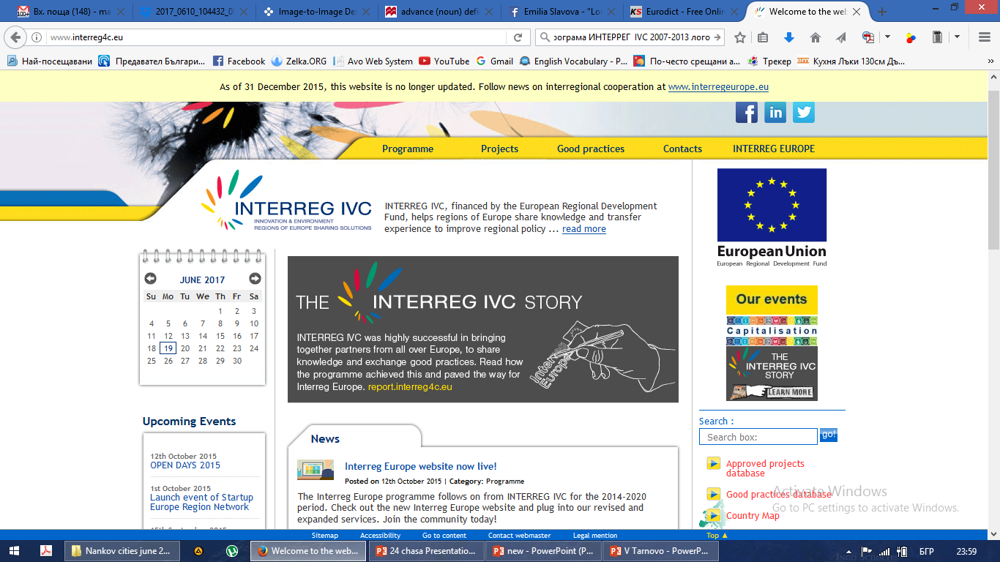 Вх. поща (148) - ma
2017_0610_104432_0
Image-to-Image De
advance (noun) defi
Emilia Slavova - "Lo
Eurodict - Free Onlin
Welcome to the web
www.interreg4c.eu
рограма ИНТЕРРЕГ IVC 2007-2013 лого
Най-посещавани
Предавател Българи...
Facebook
Zelka.ORG
Avo Web System
YouTube
Gmail
English Vocabulary - P...
По-често срещани а...
Трекер
Кухня Лъки 130см Дъ...
As of 31 December 2015, this website is no longer updated. Follow news on interregional cooperation at www.interregeurope.eu
Programme
Projects
Good practices
Contacts
INTERREG EUROPE
INTERREG IVC
INNOVATION & ENVIRONMENT
REGIONS OF EUROPE SHARING SOLUTIONS
INTERREG IVC, financed by the European Regional Development
Fund, helps regions of Europe share knowledge and transfer
experience to improve regional policy ... read more
European Union
European Regional Development Fund
JUNE 2017
Su Mo Tu We Th Fr Sa
1 2 3
4 5 6 7 8 9 10
11 12 13 14 15 16 17
18 19 20 21 22 23 24
25 26 27 28 29 30
THE INTERREG IVC STORY
INTERREG IVC was highly successful in bringing
together partners from all over Europe, to share
knowledge and exchange good practices. Read how
the programme achieved this and paved the way for
Interreg Europe. report.interreg4c.eu
Interreg
Europe
Our events
Capitalisation
THE
INTERREG IVC
STORY
LEARN MORE
Search :
Search box:
go!
Approved projects
database
Good practices database
Country Map
Upcoming Events
12th October 2015
OPEN DAYS 2015
1st October 2015
Launch event of Startup
Europe Region Network
15th September 2015
News
Interreg Europe website now live!
Posted on 12th October 2015 | Category: Programme
The Interreg Europe programme follows on from INTERREG IVC for the 2014-2020
period. Check out the new Interreg Europe website and plug into our revised and
expanded services. Join the community today!
Activate Windows
Go to PC settings to activate Windows.
Sitemap
Accessibility
Go to content
Contact webmaster
Legal mention
Top ▲
Nankov cities june 2...
Welcome to the web...
24 chasa Presentatio...
new - PowerPoint (P...
V Tarnovo - PowerP...
БГР
23:59